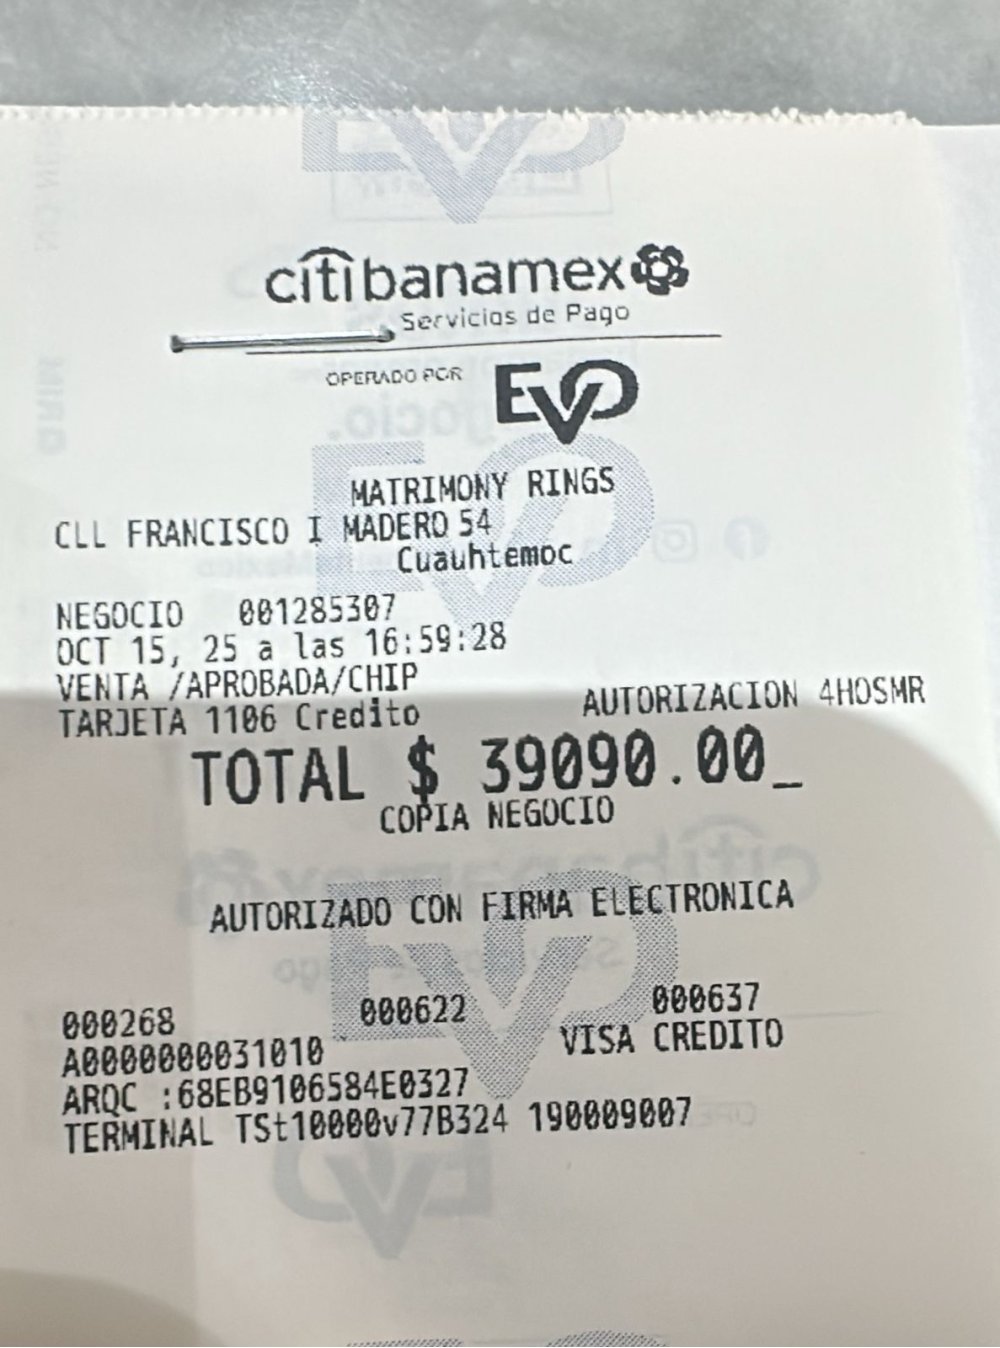 citibanamex
Servicios de Pago
OPERADO POR EVO
MATRIMONY RINGS
CLL FRANCISCO I MADERO 54
Cuauhtemoc
NEGOCIO 001285307
OCT 15, 25 a las 16:59:28
VENTA /APROBADA/CHIP
TARJETA 1106 Credito AUTORIZACION 4HOSMR
TOTAL $ 39090.00_
COPIA NEGOCIO
AUTORIZADO CON FIRMA ELECTRONICA
000268 000622 000637
A0000000031010 VISA CREDITO
ARQC :68EB9106584E0327
TERMINAL TSt10000v77B324 190009007